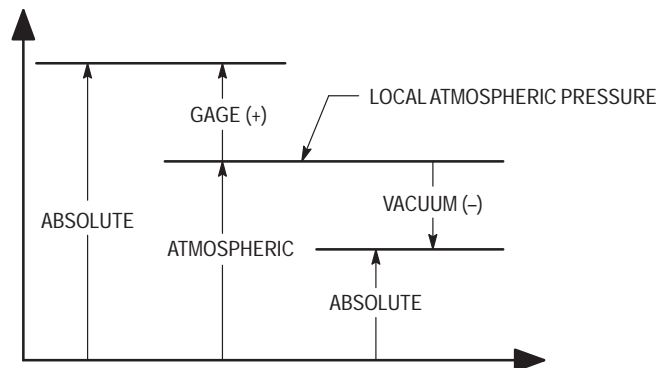 LOCAL ATMOSPHERIC PRESSURE
GAGE (+)
VACUUM (–)
ABSOLUTE
ATMOSPHERIC
ABSOLUTE